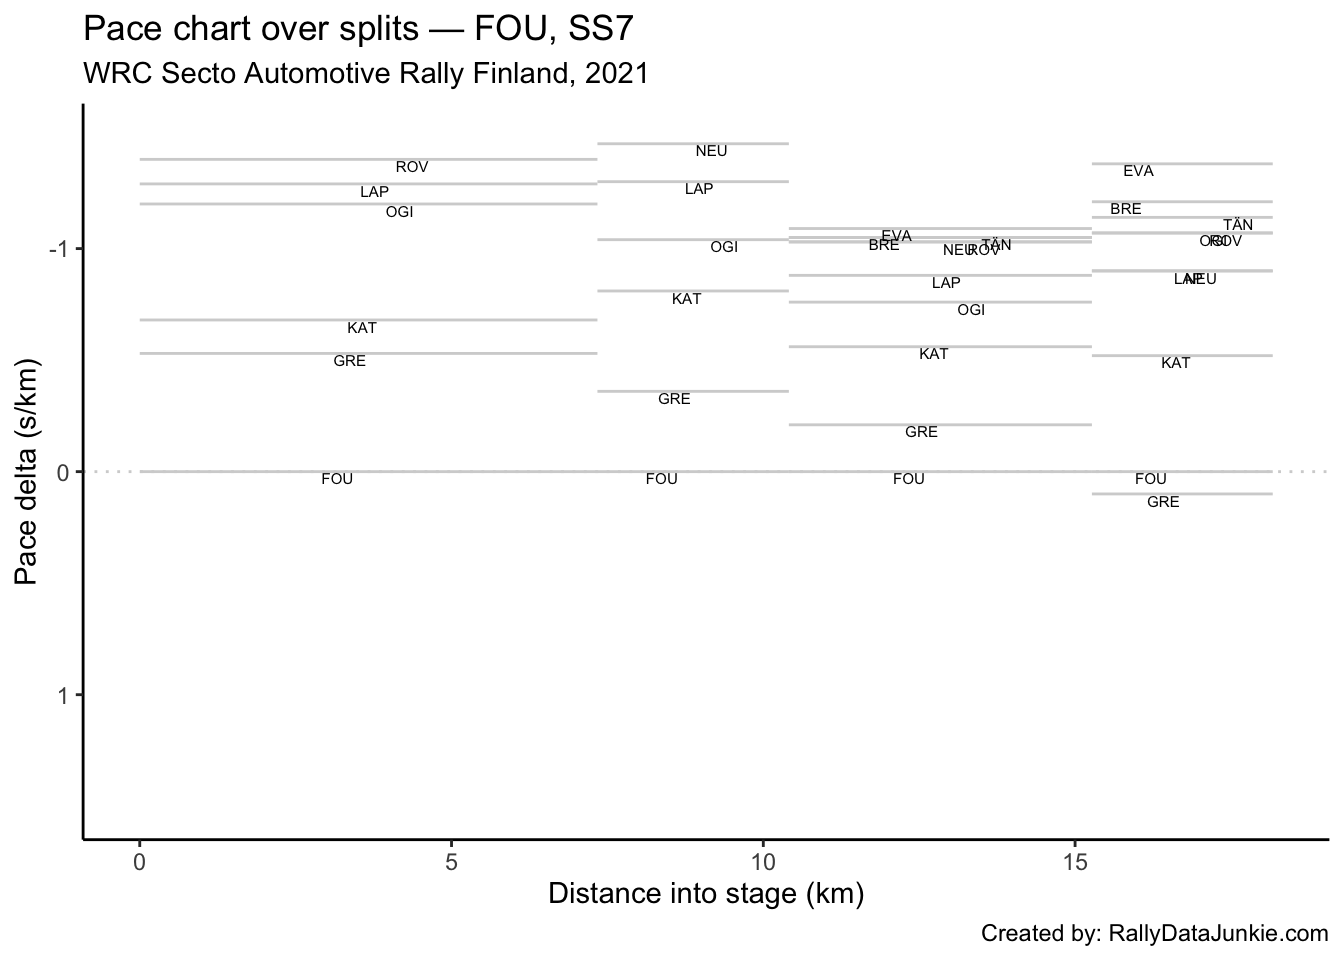 Pace chart over splits — FOU, SS7
WRC Secto Automotive Rally Finland, 2021
Pace delta (s/km)
-1
0
1
ROV
LAP
OGI
KAT
GRE
FOU
NEU
LAP
OGI
KAT
GRE
FOU
EVA
BRE
TÄN
NEU
ROV
LAP
OGI
KAT
GRE
FOU
EVA
BRE
TÄN
OGI
ROV
LAP
NEU
KAT
FOU
GRE
0 5 10 15
Distance into stage (km)
Created by: RallyDataJunkie.com